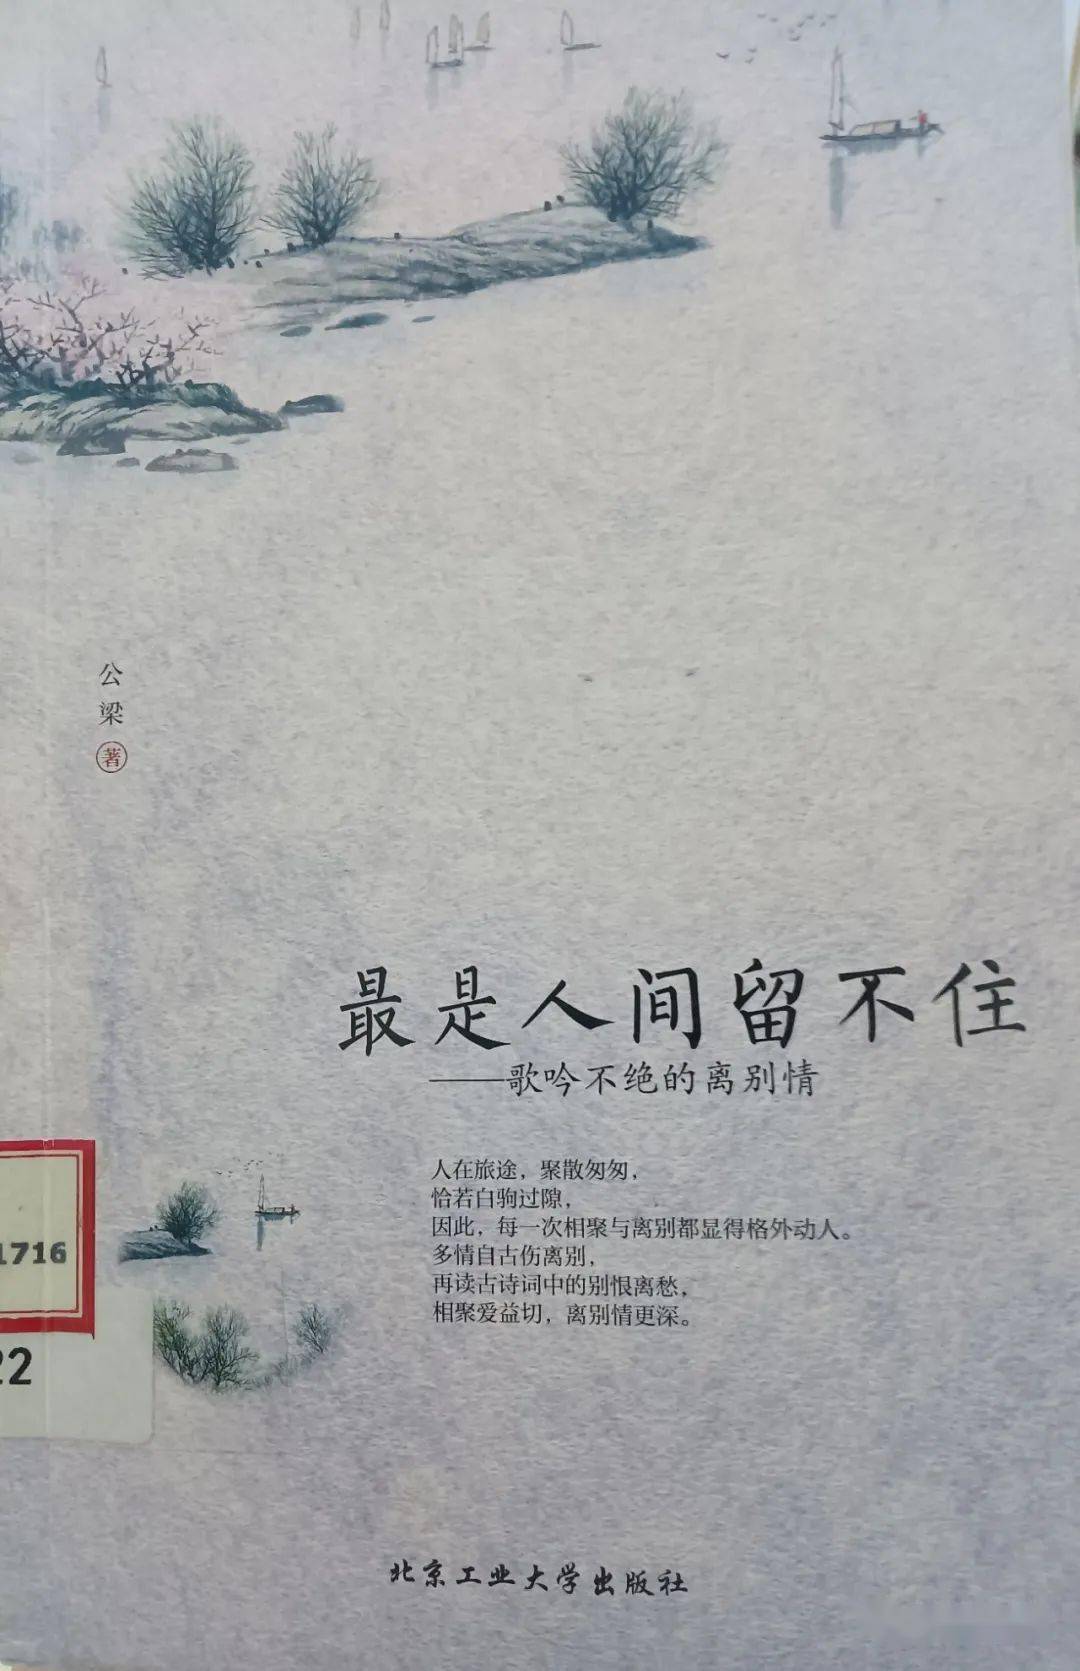 公梁 著
最是人间留不住
——歌吟不绝的离别情
人在旅途，聚散匆匆，
恰若白驹过隙，
因此，每一次相聚与离别都显得格外动人。
多情自古伤离别，
再读古诗词中的别恨离愁，
相聚爱益切，离别情更深。
1716
22
北京工业大学出版社